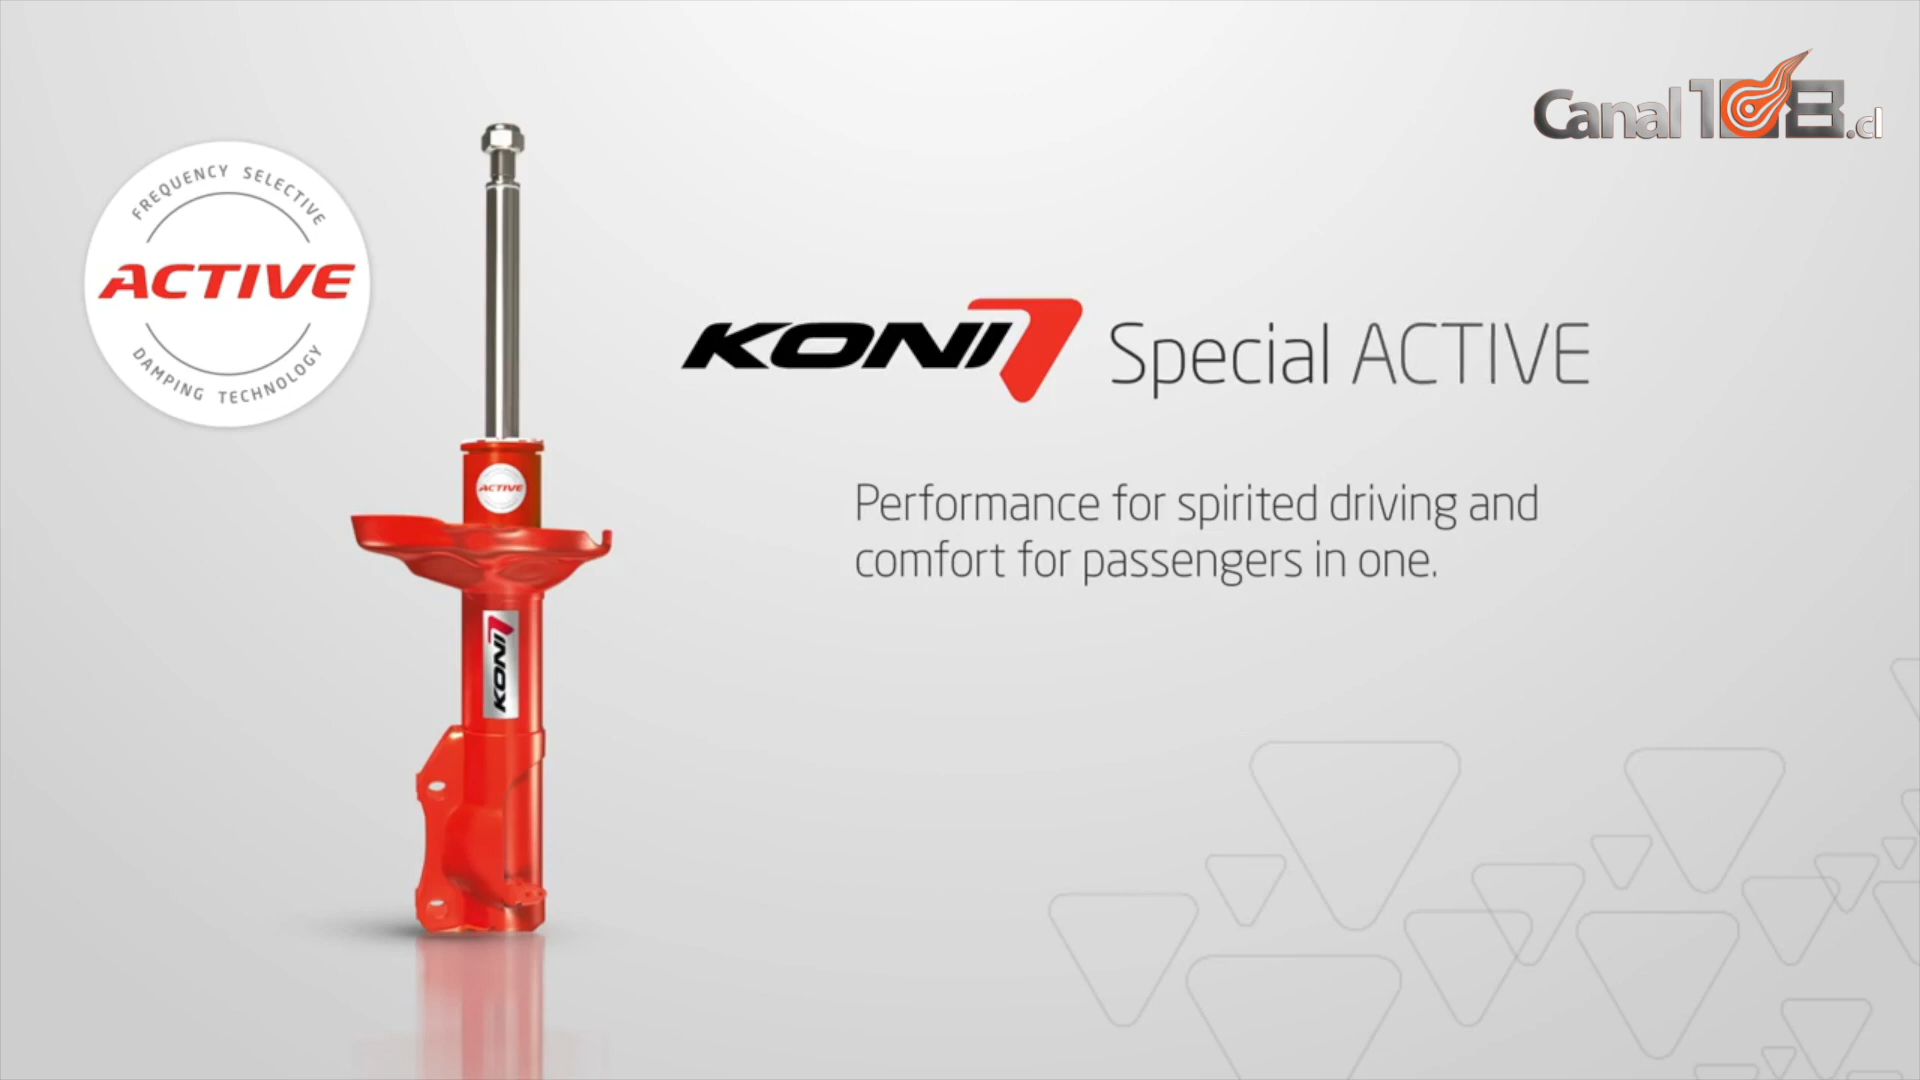 Canal 108.cl
FREQUENCY SELECTIVE
ACTIVE
DAMPING TECHNOLOGY
KONI Special ACTIVE
Performance for spirited driving and
comfort for passengers in one.
ACTIVE
KONI